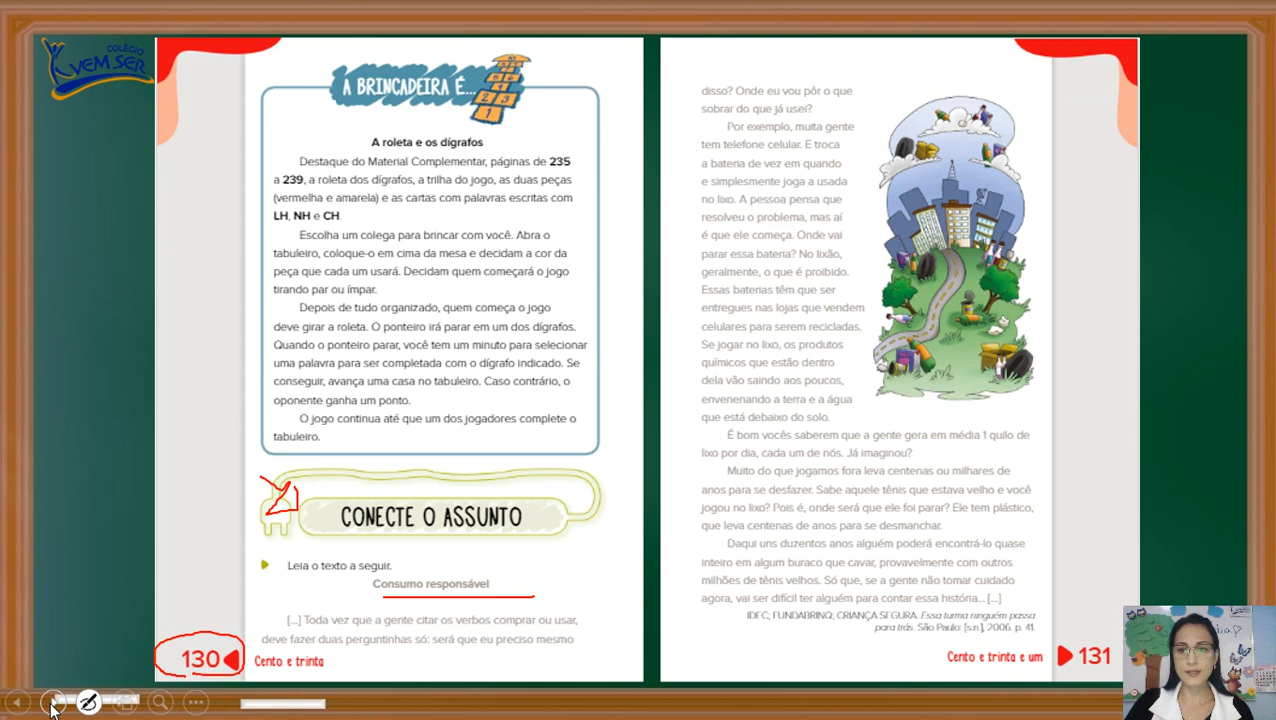 COLÉGIO
VEM SER
A BRINCADEIRA É...
A roleta e os dígrafos
Destaque do Material Complementar, páginas de 235
a 239, a roleta dos dígrafos, a trilha do jogo, as duas peças
(vermelha e amarela) e as cartas com palavras escritas com
LH, NH e CH.
Escolha um colega para brincar com você. Abra o
tabuleiro, coloque-o em cima da mesa e decidam a cor da
peça que cada um usará. Decidam quem começará o jogo
tirando par ou ímpar.
Depois de tudo organizado, quem começa o jogo
deve girar a roleta. O ponteiro irá parar em um dos dígrafos.
Quando o ponteiro parar, você tem um minuto para selecionar
uma palavra para ser completada com o dígrafo indicado. Se
conseguir, avança uma casa no tabuleiro. Caso contrário, o
oponente ganha um ponto.
O jogo continua até que um dos jogadores complete o
tabuleiro.
CONECTE O ASSUNTO
Leia o texto a seguir.
Consumo responsável
[...] Toda vez que a gente citar os verbos comprar ou usar,
deve fazer duas perguntinhas só: será que eu preciso mesmo
130 Cento e trinta
disso? Onde eu vou pôr o que
sobrar do que já usei?
Por exemplo, muita gente
tem telefone celular. E troca
a bateria de vez em quando
e simplesmente joga a usada
no lixo. A pessoa pensa que
resolveu o problema, mas aí
é que ele começa. Onde vai
parar essa bateria? No lixão,
geralmente, o que é proibido.
Essas baterias têm que ser
entregues nas lojas que vendem
celulares para serem recicladas.
Se jogar no lixo, os produtos
químicos que estão dentro
dela vão saindo aos poucos,
envenenando a terra e a água
que está debaixo do solo.
É bom vocês saberem que a gente gera em média 1 quilo de
lixo por dia, cada um de nós. Já imaginou?
Muito do que jogamos fora leva centenas ou milhares de
anos para se desfazer. Sabe aquele tênis que estava velho e você
jogou no lixo? Pois é, onde será que ele foi parar? Ele tem plástico,
que leva centenas de anos para se desmanchar.
Daqui uns duzentos anos alguém poderá encontrá-lo quase
inteiro em algum buraco que cavar, provavelmente com outros
milhões de tênis velhos. Só que, se a gente não tomar cuidado
agora, vai ser difícil ter alguém para contar essa história... [...]
IDEC; FUNDABRINQ; CRIANÇA SEGURA. Essa turma ninguém passa
para trás. São Paulo: [s.n.], 2006. p. 41.
Cento e trinta e um 131